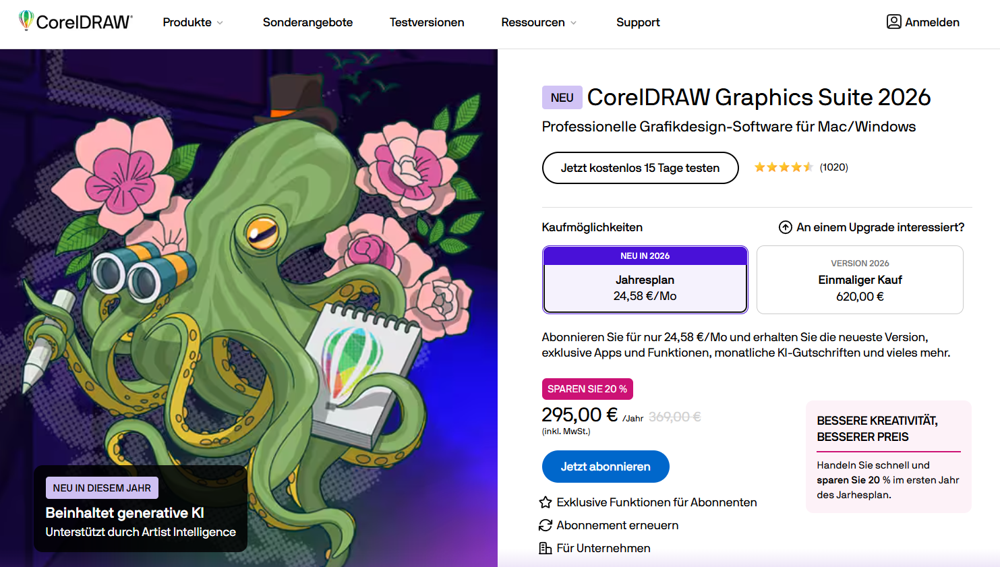 CorelDRAW®
Produkte
Sonderangebote
Testversionen
Ressourcen
Support
Anmelden
NEU CorelDRAW Graphics Suite 2026
Professionelle Grafikdesign-Software für Mac/Windows
Jetzt kostenlos 15 Tage testen
(1020)
Kaufmöglichkeiten
An einem Upgrade interessiert?
NEU IN 2026
Jahresplan
24,58 €/Mo
VERSION 2026
Einmaliger Kauf
620,00 €
Abonnieren Sie für nur 24,58 €/Mo und erhalten Sie die neueste Version,
exklusive Apps und Funktionen, monatliche KI-Gutschriften und vieles mehr.
SPAREN SIE 20 %
295,00 € /Jahr 369,00 €
(inkl. MwSt.)
Jetzt abonnieren
Exklusive Funktionen für Abonnenten
Abonnement erneuern
Für Unternehmen
BESSERE KREATIVITÄT,
BESSERER PREIS
Handeln Sie schnell und
sparen Sie 20 % im ersten Jahr
des Jarhesplan.
NEU IN DIESEM JAHR
Beinhaltet generative KI
Unterstützt durch Artist Intelligence